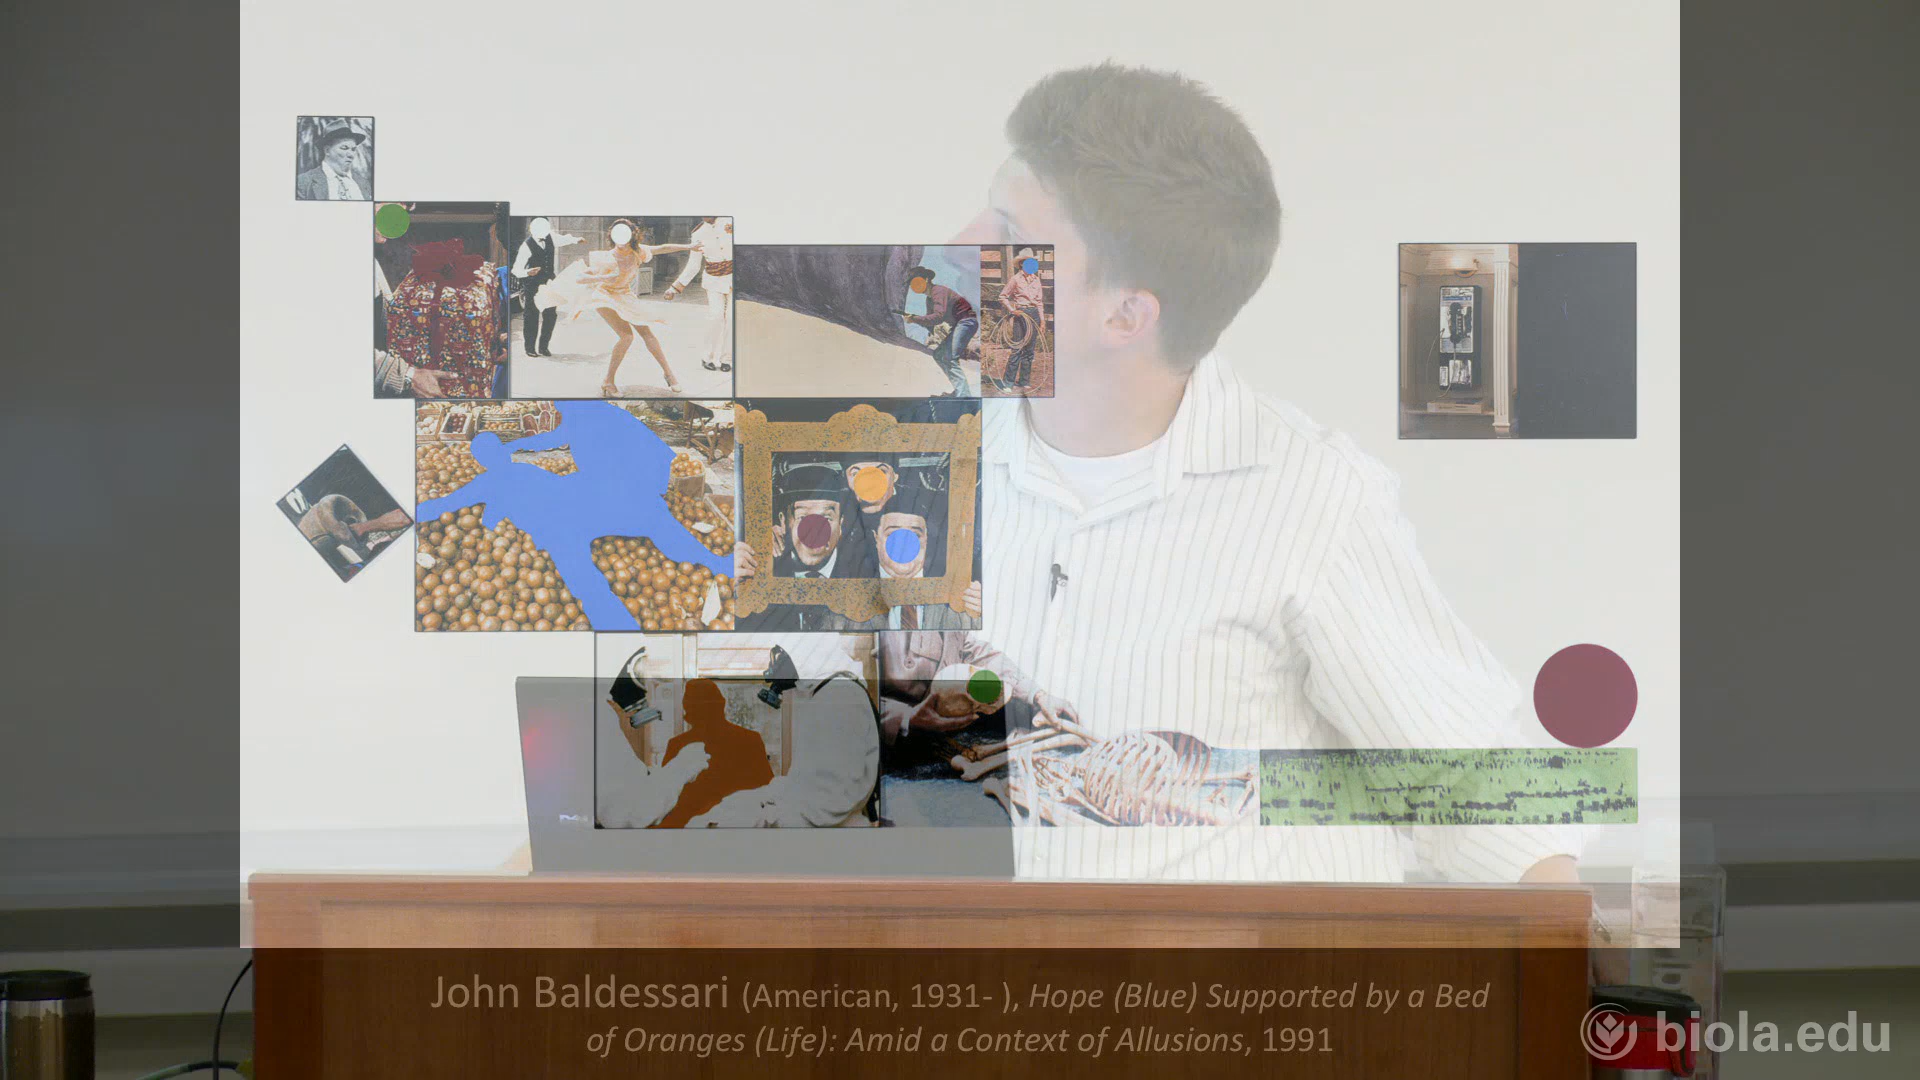 John Baldessari (American, 1931- ), Hope (Blue) Supported by a Bed
of Oranges (Life): Amid a Context of Allusions, 1991
biola.edu